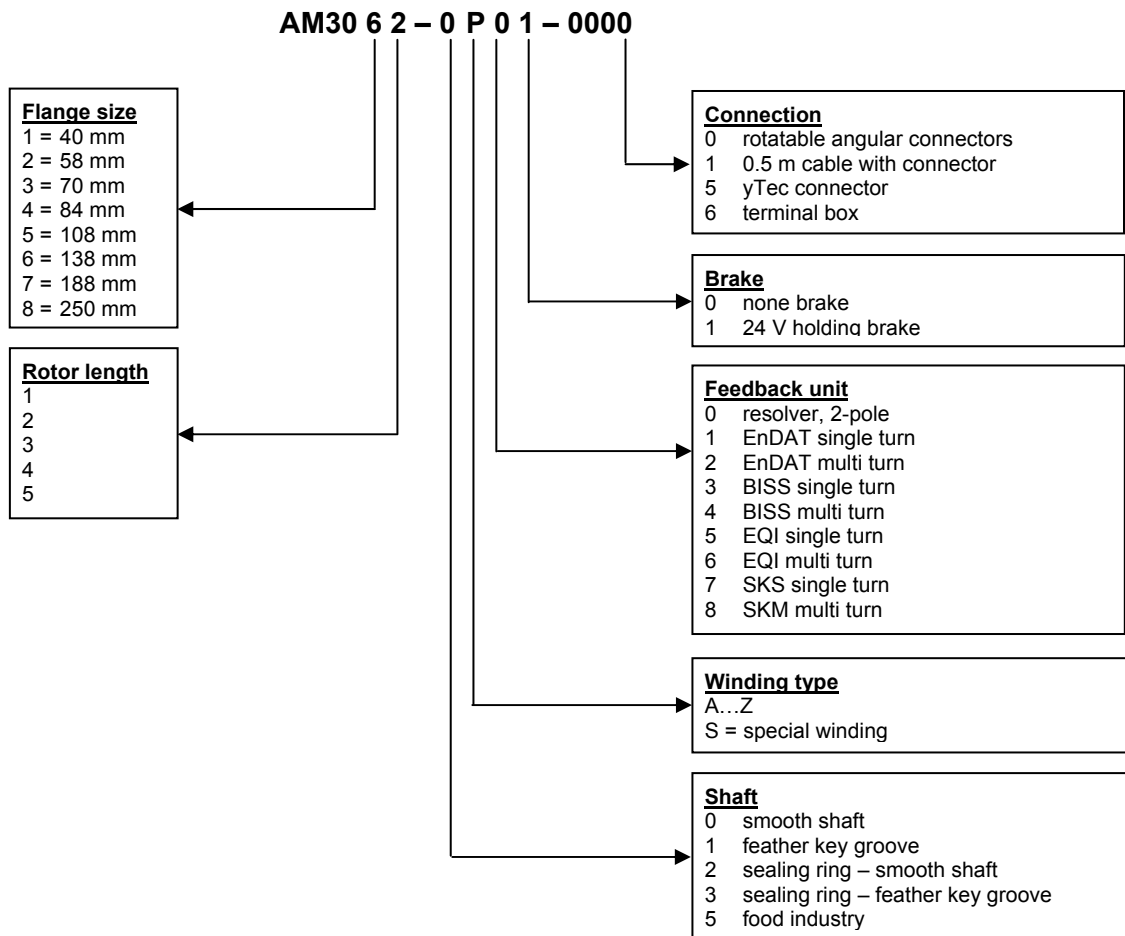 AM30 6 2 – 0 P 0 1 – 0000
Flange size
1 = 40 mm
2 = 58 mm
3 = 70 mm
4 = 84 mm
5 = 108 mm
6 = 138 mm
7 = 188 mm
8 = 250 mm
Rotor length
1
2
3
4
5
Connection
0 rotatable angular connectors
1 0.5 m cable with connector
5 yTec connector
6 terminal box
Brake
0 none brake
1 24 V holding brake
Feedback unit
0 resolver, 2-pole
1 EnDAT single turn
2 EnDAT multi turn
3 BISS single turn
4 BISS multi turn
5 EQI single turn
6 EQI multi turn
7 SKS single turn
8 SKM multi turn
Winding type
A…Z
S = special winding
Shaft
0 smooth shaft
1 feather key groove
2 sealing ring – smooth shaft
3 sealing ring – feather key groove
5 food industry